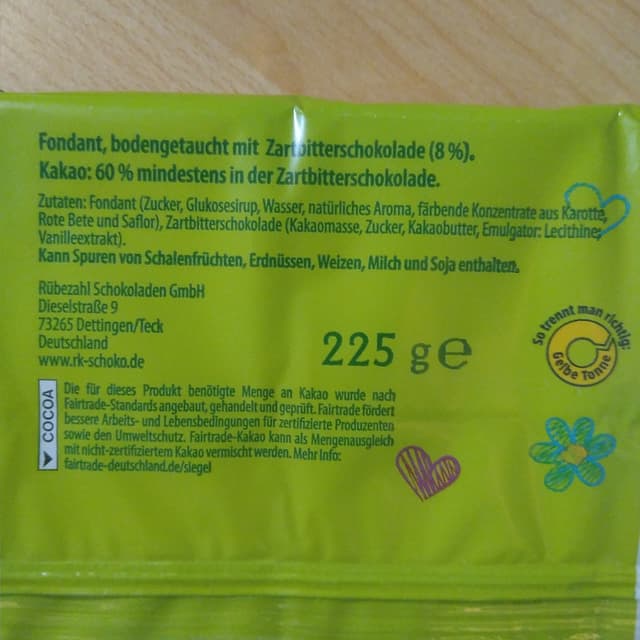 Fondant, bodengetaucht mit Zartbitterschokolade (8 %).
Kakao: 60 % mindestens in der Zartbitterschokolade.
Zutaten: Fondant (Zucker, Glukosesirup, Wasser, natürliches Aroma, färbende Konzentrate aus Karotte,
Rote Bete und Saflor), Zartbitterschokolade (Kakaomasse, Zucker, Kakaobutter, Emulgator: Lecithine;
Vanilleextrakt).
Kann Spuren von Schalenfrüchten, Erdnüssen, Weizen, Milch und Soja enthalten.
Rübezahl Schokoladen GmbH
Dieselstraße 9
73265 Dettingen/Teck
Deutschland
www.rk-schoko.de
225 g e
So trennt man richtig:
Gelbe Tonne
COCOA
Die für dieses Produkt benötigte Menge an Kakao wurde nach
Fairtrade-Standards angebaut, gehandelt und geprüft. Fairtrade fördert
bessere Arbeits- und Lebensbedingungen für zertifizierte Produzenten
sowie den Umweltschutz. Fairtrade-Kakao kann als Mengenausgleich
mit nicht-zertifiziertem Kakao vermischt werden. Mehr Info:
fairtrade-deutschland.de/siegel